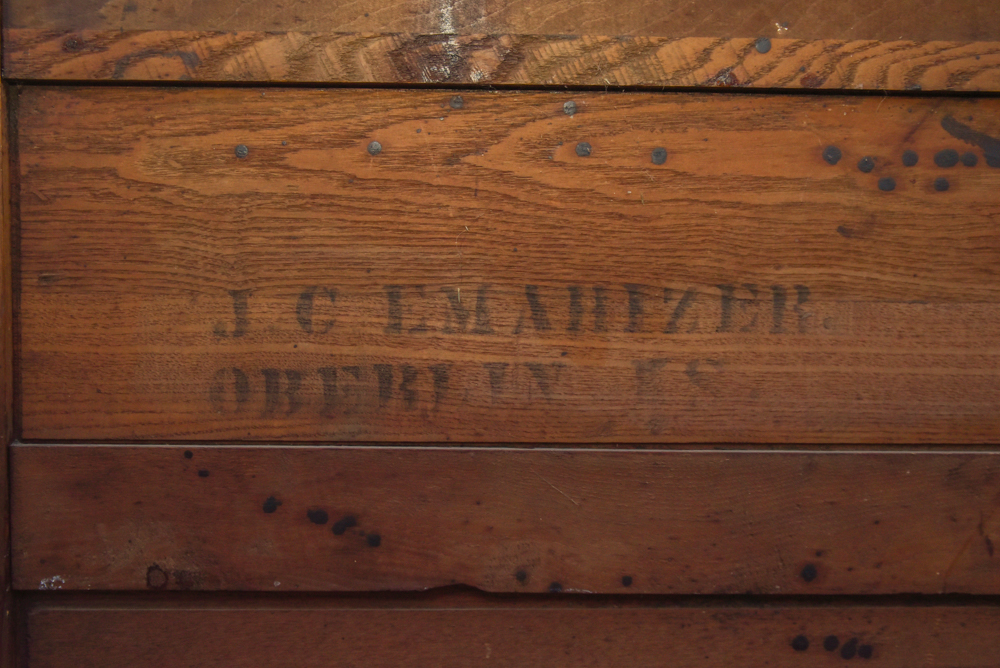 J C EMAHIZER.
OBERLIN KS.